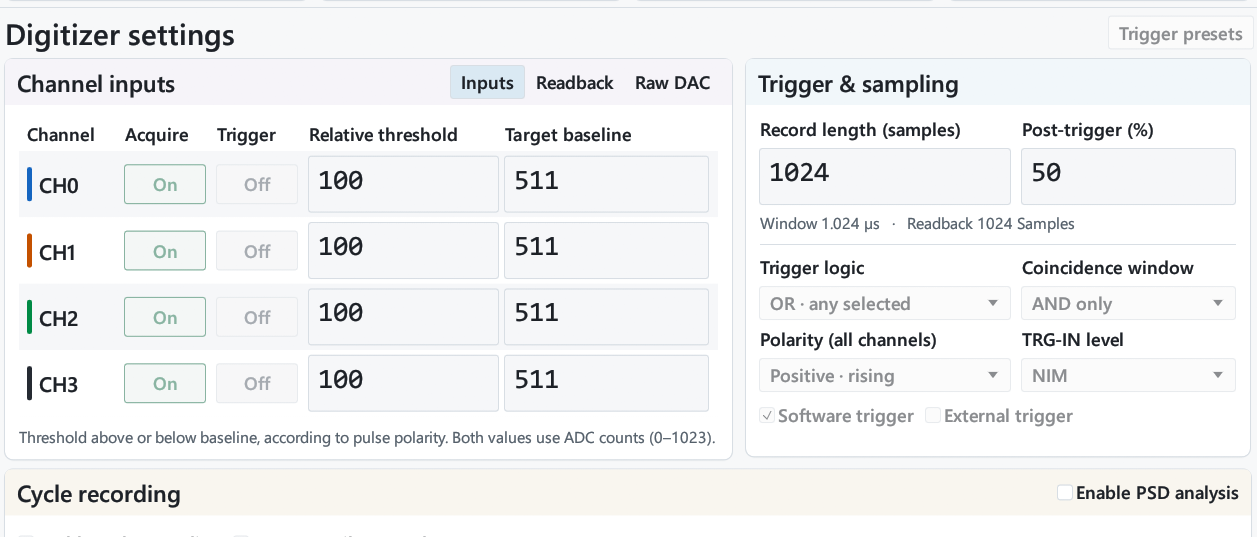 Digitizer settings
Trigger presets
Channel inputs
Inputs Readback Raw DAC
Channel Acquire Trigger Relative threshold Target baseline
CH0 On Off 100 511
CH1 On Off 100 511
CH2 On Off 100 511
CH3 On Off 100 511
Threshold above or below baseline, according to pulse polarity. Both values use ADC counts (0–1023).
Trigger & sampling
Record length (samples) Post-trigger (%)
1024 50
Window 1.024 µs · Readback 1024 Samples
Trigger logic Coincidence window
OR · any selected AND only
Polarity (all channels) TRG-IN level
Positive · rising NIM
Software trigger External trigger
Cycle recording
Enable PSD analysis